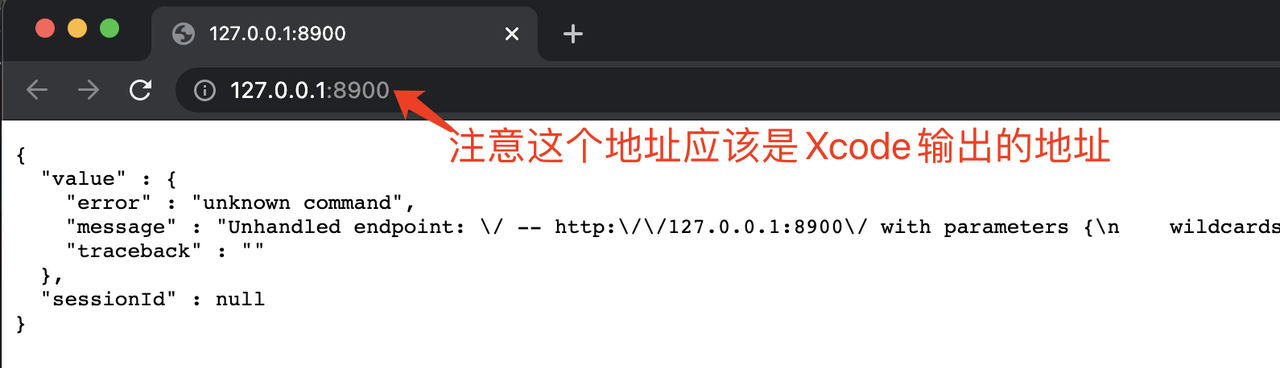 127.0.0.1:8900
127.0.0.1:8900
注意这个地址应该是Xcode输出的地址
{
"value" : {
"error" : "unknown command",
"message" : "Unhandled endpoint: \/ -- http:\/\/127.0.0.1:8900\/ with parameters {\n    wildcards
"traceback" : ""
},
"sessionId" : null
}